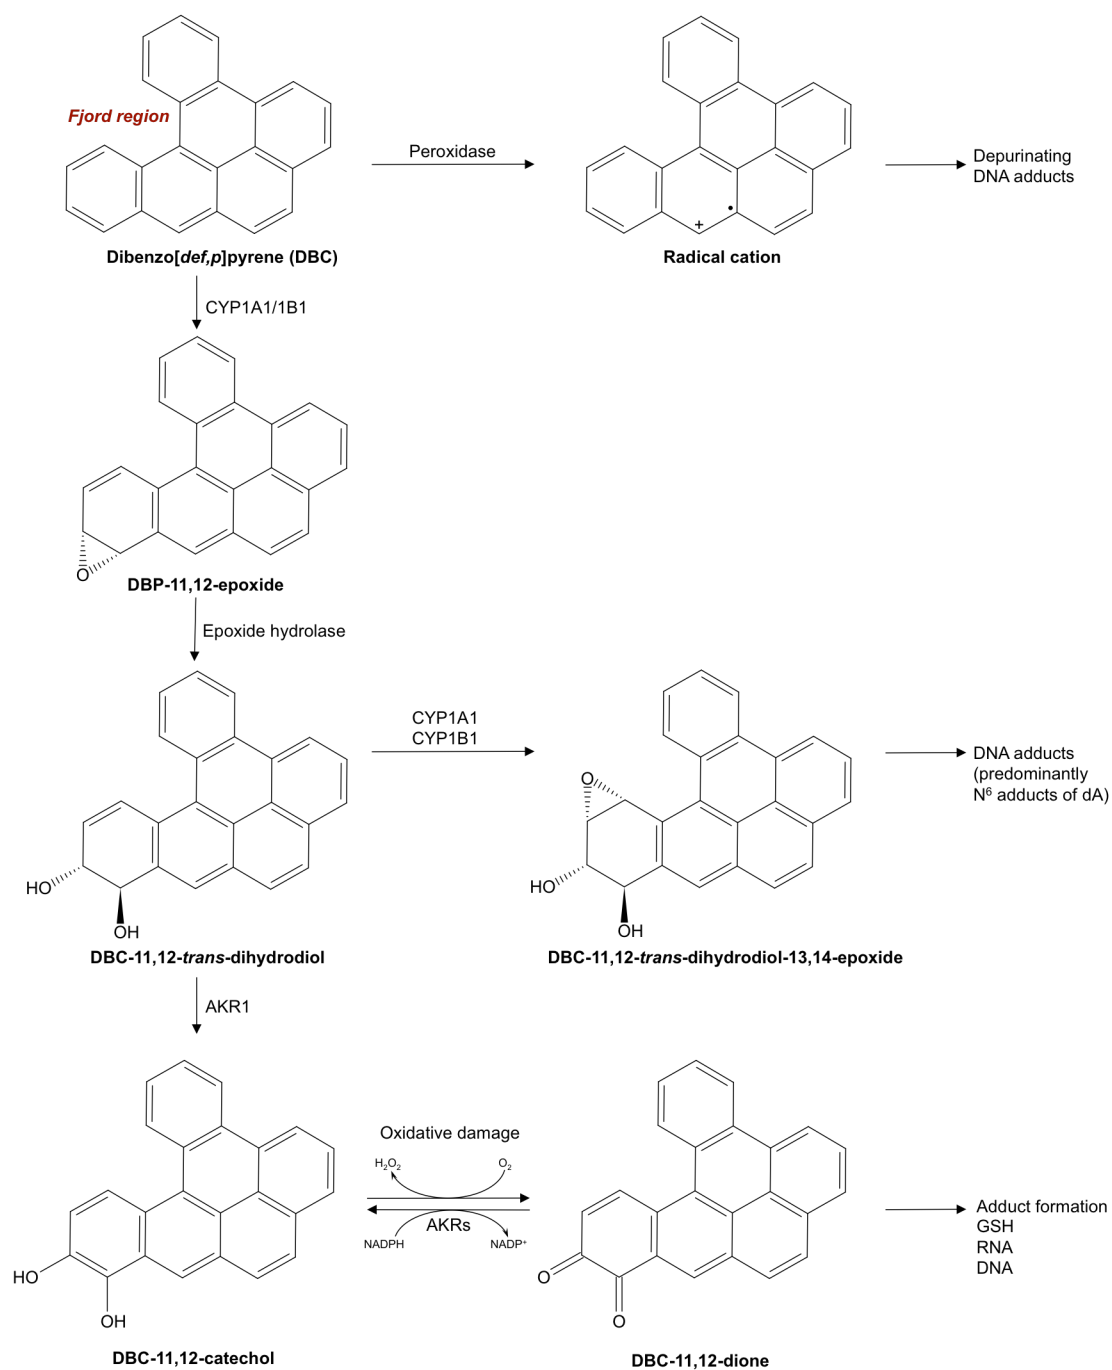 Fjord region
Peroxidase
Depurinating
DNA adducts
+
•
Dibenzo[def,p]pyrene (DBC)
Radical cation
CYP1A1/1B1
O
DBP-11,12-epoxide
Epoxide hydrolase
CYP1A1
CYP1B1
DNA adducts
(predominantly
N⁶ adducts of dA)
O
HO
OH
HO
OH
DBC-11,12-trans-dihydrodiol
DBC-11,12-trans-dihydrodiol-13,14-epoxide
AKR1
Oxidative damage
H₂O₂
O₂
AKRs
NADPH
NADP⁺
Adduct formation
GSH
RNA
DNA
HO
OH
O
O
DBC-11,12-catechol
DBC-11,12-dione